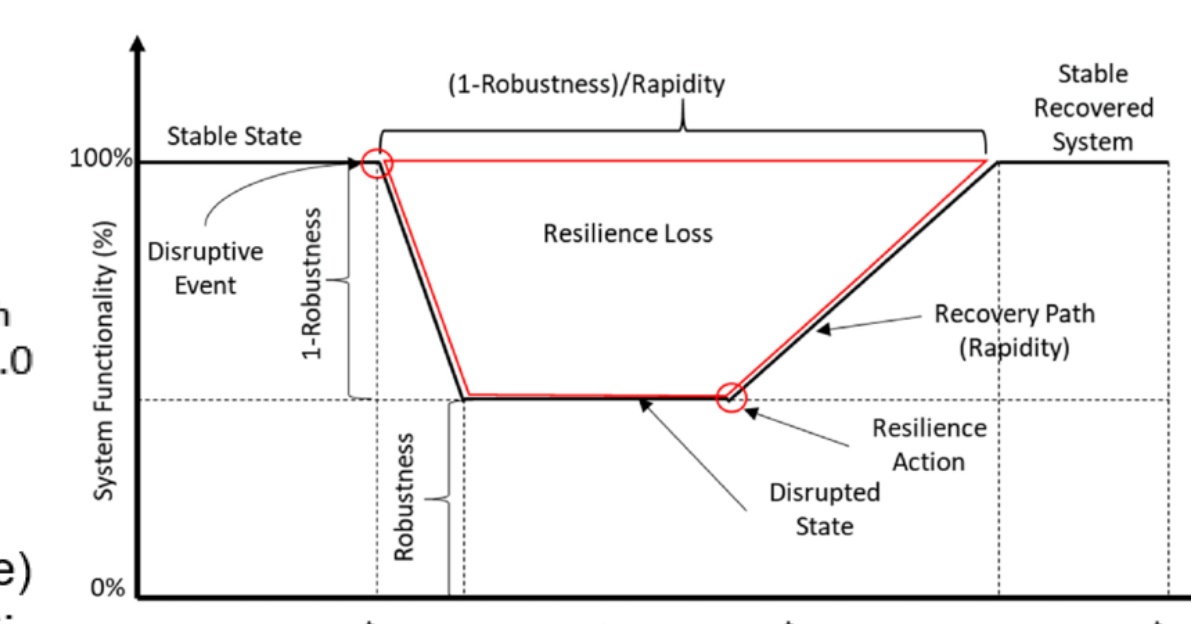 (1-Robustness)/Rapidity
Stable
Recovered
System
Stable State
100%
Disruptive
Event
1-Robustness
System Functionality (%)
Resilience Loss
Recovery Path
(Rapidity)
.0
Resilience
Action
Disrupted
State
Robustness
e)
0%